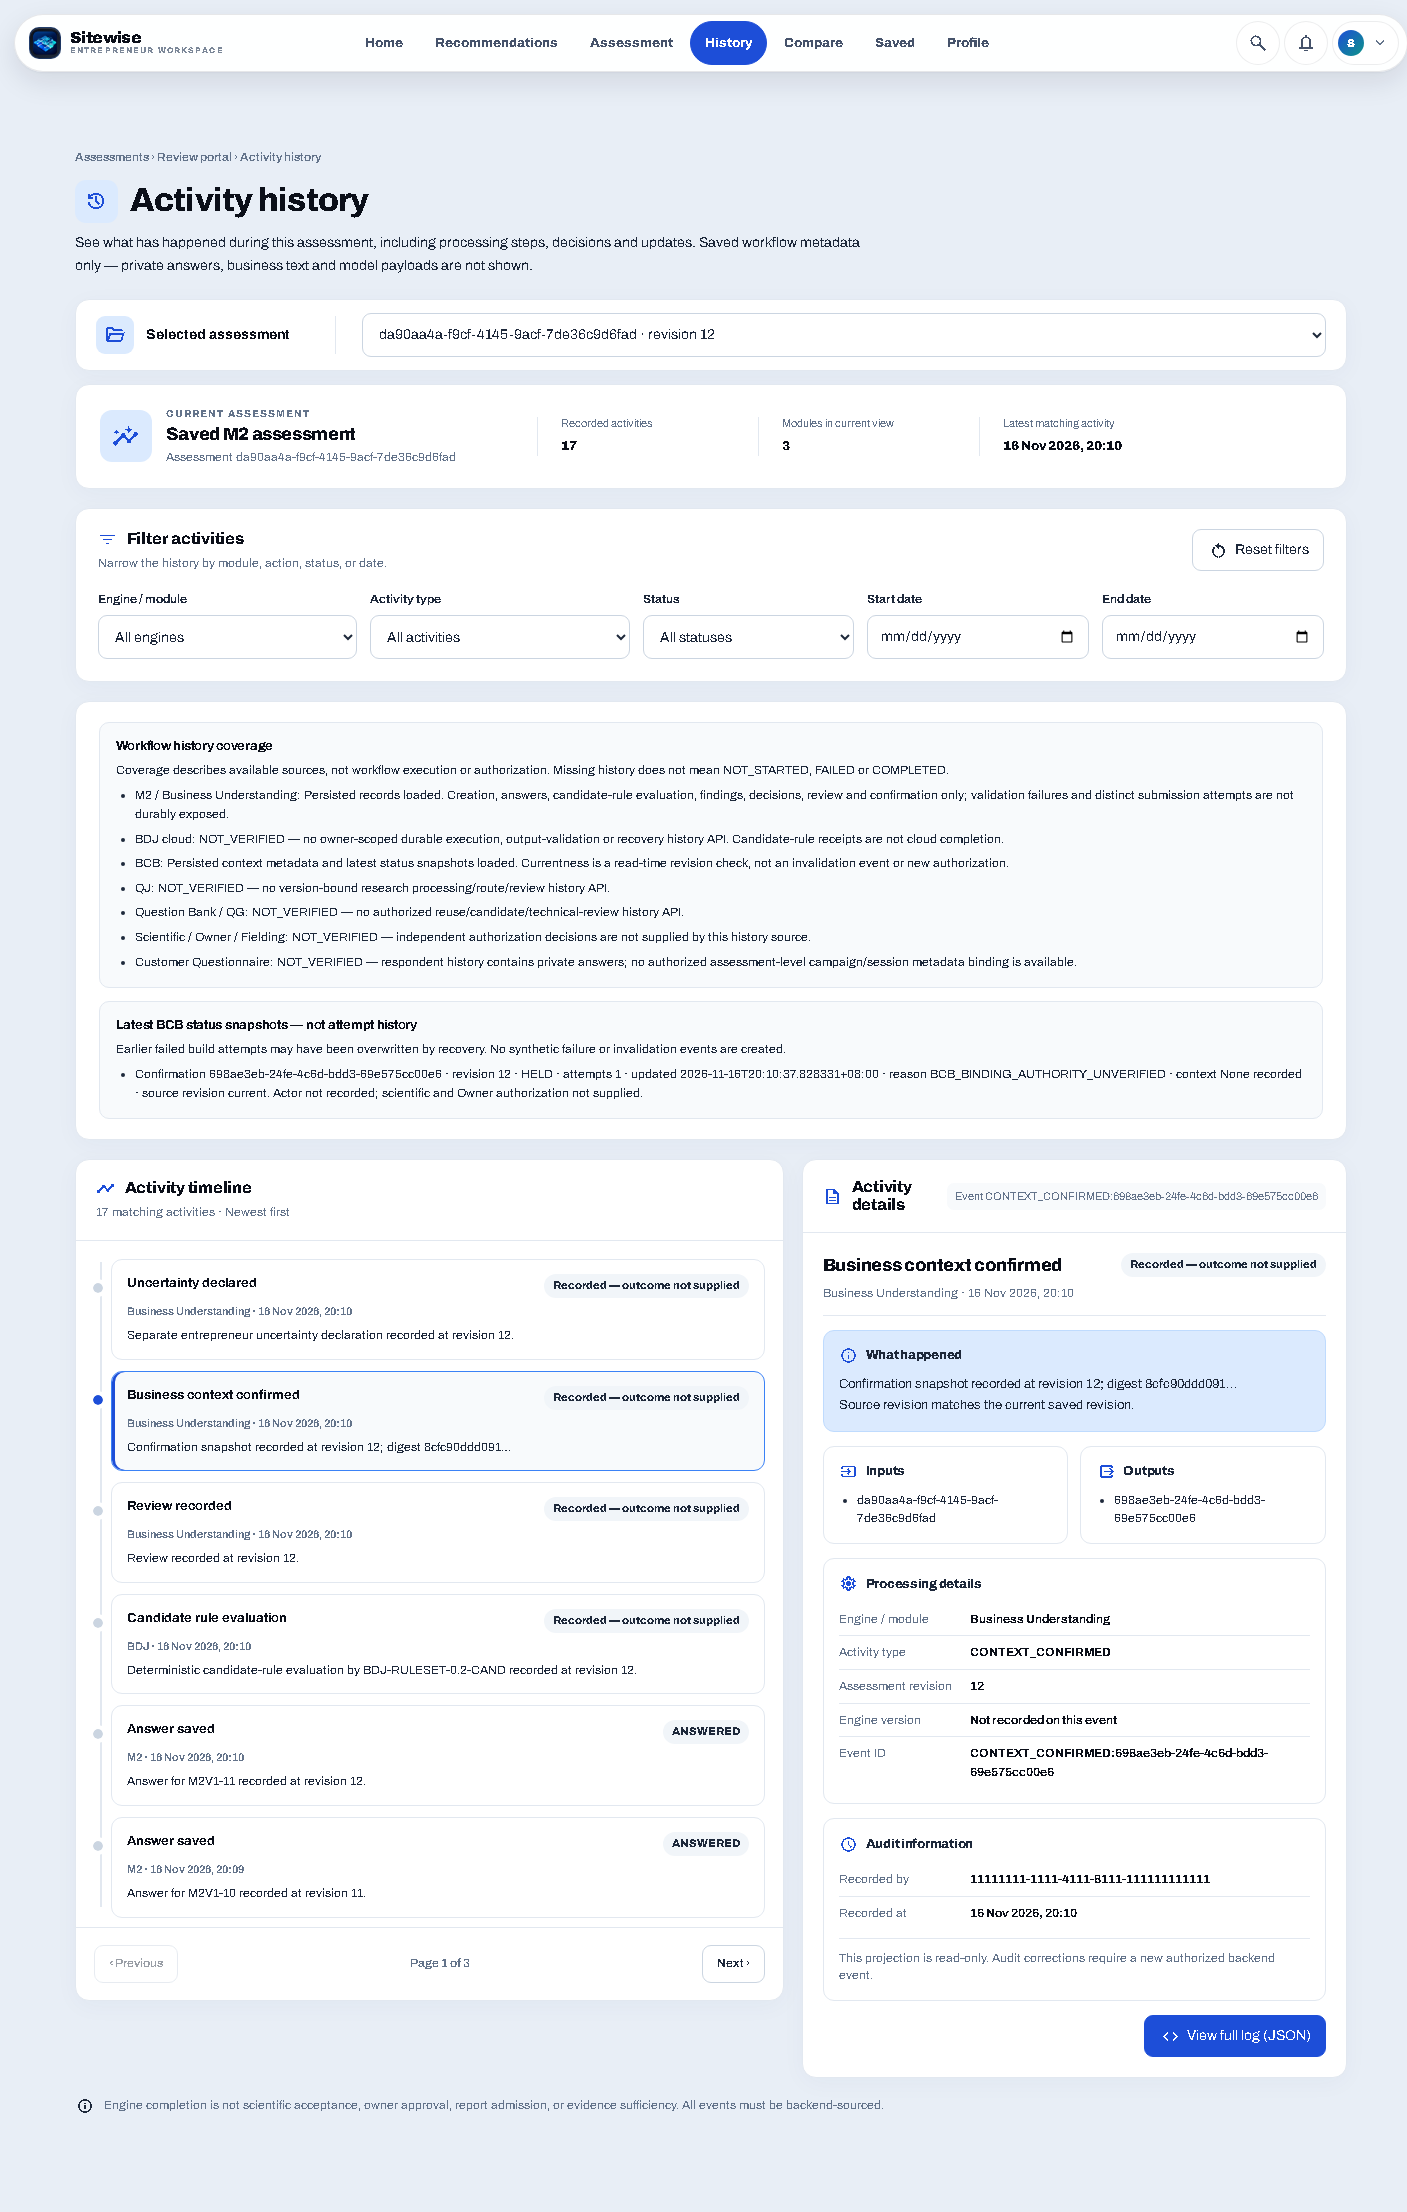 Sitewise
ENTREPRENEUR WORKSPACE
Home
Recommendations
Assessment
History
Compare
Saved
Profile
S
Assessments › Review portal › Activity history
Activity history
See what has happened during this assessment, including processing steps, decisions and updates. Saved workflow metadata
only — private answers, business text and model payloads are not shown.
Selected assessment
da90aa4a-f9cf-4145-9acf-7de36c9d6fad · revision 12
CURRENT ASSESSMENT
Saved M2 assessment
Assessment da90aa4a-f9cf-4145-9acf-7de36c9d6fad
Recorded activities
17
Modules in current view
3
Latest matching activity
16 Nov 2026, 20:10
Filter activities
Narrow the history by module, action, status, or date.
Reset filters
Engine / module
Activity type
Status
Start date
End date
All engines
All activities
All statuses
mm/dd/yyyy
mm/dd/yyyy
Workflow history coverage
Coverage describes available sources, not workflow execution or authorization. Missing history does not mean NOT_STARTED, FAILED or COMPLETED.
• M2 / Business Understanding: Persisted records loaded. Creation, answers, candidate-rule evaluation, findings, decisions, review and confirmation only; validation failures and distinct submission attempts are not
durably exposed.
• BDJ cloud: NOT_VERIFIED — no owner-scoped durable execution, output-validation or recovery history API. Candidate-rule receipts are not cloud completion.
• BCB: Persisted context metadata and latest status snapshots loaded. Currentness is a read-time revision check, not an invalidation event or new authorization.
• QJ: NOT_VERIFIED — no version-bound research processing/route/review history API.
• Question Bank / QG: NOT_VERIFIED — no authorized reuse/candidate/technical-review history API.
• Scientific / Owner / Fielding: NOT_VERIFIED — independent authorization decisions are not supplied by this history source.
• Customer Questionnaire: NOT_VERIFIED — respondent history contains private answers; no authorized assessment-level campaign/session metadata binding is available.
Latest BCB status snapshots — not attempt history
Earlier failed build attempts may have been overwritten by recovery. No synthetic failure or invalidation events are created.
• Confirmation 698ae3eb-24fe-4c6d-bdd3-69e575cc00e6 · revision 12 · HELD · attempts 1 · updated 2026-11-16T20:10:37.828331+08:00 · reason BCB_BINDING_AUTHORITY_UNVERIFIED · context None recorded
· source revision current. Actor not recorded; scientific and Owner authorization not supplied.
Activity timeline
17 matching activities · Newest first
Uncertainty declared
Recorded — outcome not supplied
Business Understanding · 16 Nov 2026, 20:10
Separate entrepreneur uncertainty declaration recorded at revision 12.
Business context confirmed
Recorded — outcome not supplied
Business Understanding · 16 Nov 2026, 20:10
Confirmation snapshot recorded at revision 12; digest 8cfc90ddd091…
Review recorded
Recorded — outcome not supplied
Business Understanding · 16 Nov 2026, 20:10
Review recorded at revision 12.
Candidate rule evaluation
Recorded — outcome not supplied
BDJ · 16 Nov 2026, 20:10
Deterministic candidate-rule evaluation by BDJ-RULESET-0.2-CAND recorded at revision 12.
Answer saved
ANSWERED
M2 · 16 Nov 2026, 20:10
Answer for M2V1-11 recorded at revision 12.
Answer saved
ANSWERED
M2 · 16 Nov 2026, 20:09
Answer for M2V1-10 recorded at revision 11.
‹ Previous
Page 1 of 3
Next ›
Activity
details
Event CONTEXT_CONFIRMED:698ae3eb-24fe-4c6d-bdd3-69e575cc00e6
Business context confirmed
Recorded — outcome not supplied
Business Understanding · 16 Nov 2026, 20:10
What happened
Confirmation snapshot recorded at revision 12; digest 8cfc90ddd091…
Source revision matches the current saved revision.
Inputs
• da90aa4a-f9cf-4145-9acf-
7de36c9d6fad
Outputs
• 698ae3eb-24fe-4c6d-bdd3-
69e575cc00e6
Processing details
Engine / module
Business Understanding
Activity type
CONTEXT_CONFIRMED
Assessment revision
12
Engine version
Not recorded on this event
Event ID
CONTEXT_CONFIRMED:698ae3eb-24fe-4c6d-bdd3-
69e575cc00e6
Audit information
Recorded by
11111111-1111-4111-8111-111111111111
Recorded at
16 Nov 2026, 20:10
This projection is read-only. Audit corrections require a new authorized backend
event.
View full log (JSON)
Engine completion is not scientific acceptance, owner approval, report admission, or evidence sufficiency. All events must be backend-sourced.